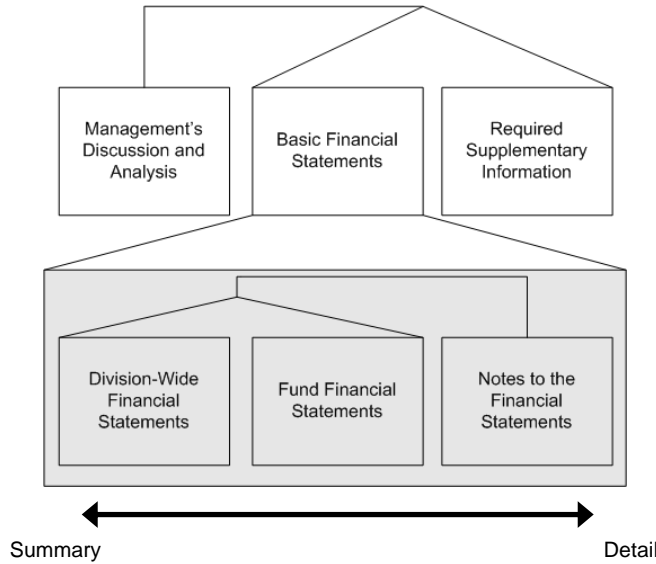 Management's
Discussion and
Analysis
Basic Financial
Statements
Required
Supplementary
Information
Division-Wide
Financial
Statements
Fund Financial
Statements
Notes to the
Financial
Statements
Summary
Detail